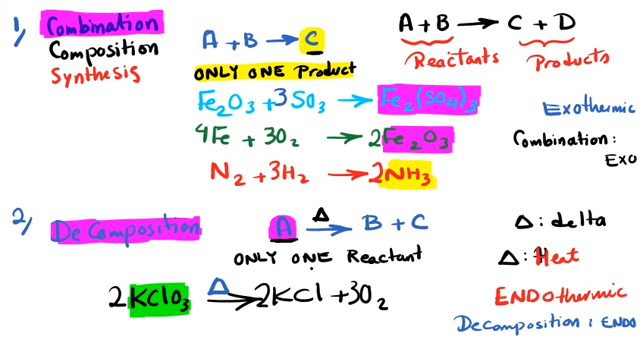 1, Combination
Composition
Synthesis
A + B → C
ONLY ONE Product
A + B → C + D
Reactants Products
Fe₂O₃ + 3SO₃ → Fe₂(SO₄)₃
4Fe + 3O₂ → 2Fe₂O₃
N₂ + 3H₂ → 2NH₃
Exothermic
Combination:
EXO
2, DeComposition
A Δ→ B + C
ONLY ONE Reactant
2KClO₃ Δ→ 2KCl + 3O₂
Δ: delta
Δ: Heat
ENDothermic
Decomposition: ENDO